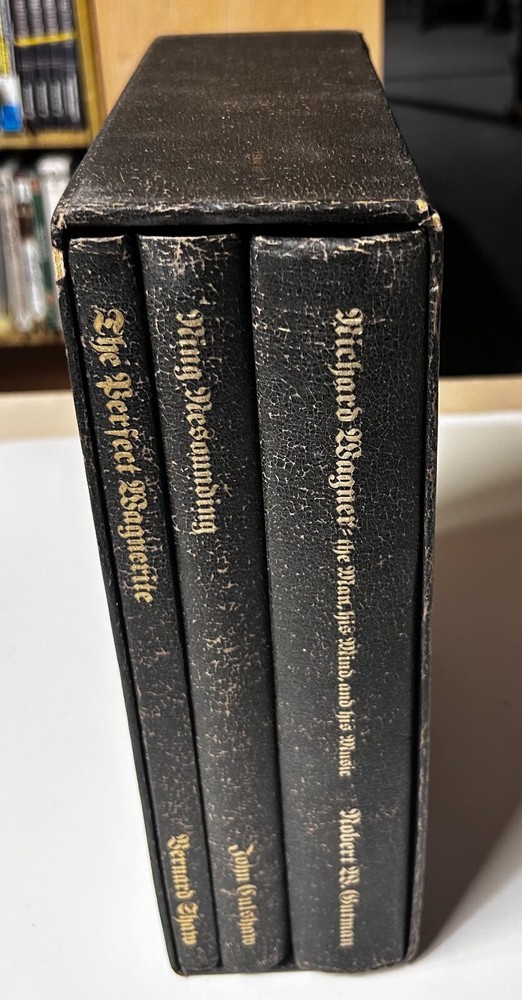 The Perfect Wagnerite
Bernard Shaw
Ring Resounding
John Culshaw
Richard Wagner: the Man, his Mind, and his Music
Robert W. Gutman